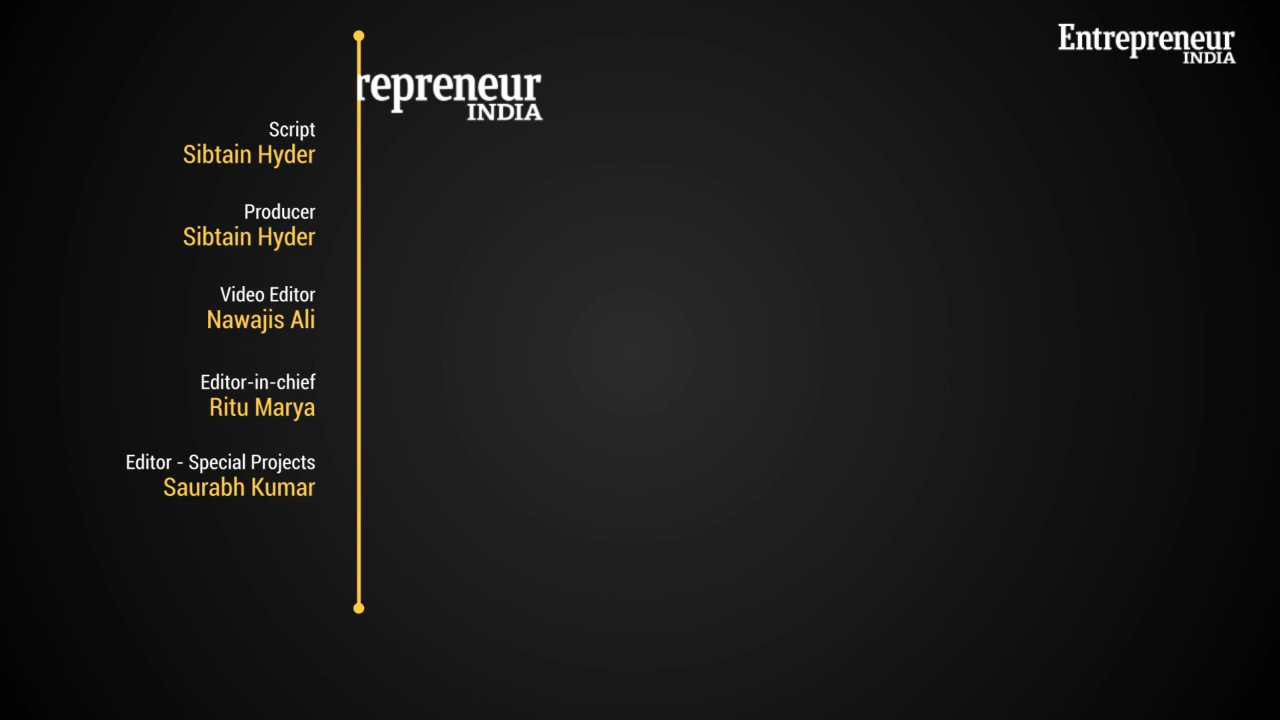 Entrepreneur
INDIA
repreneur
INDIA
Script
Sibtain Hyder
Producer
Sibtain Hyder
Video Editor
Nawajis Ali
Editor-in-chief
Ritu Marya
Editor - Special Projects
Saurabh Kumar